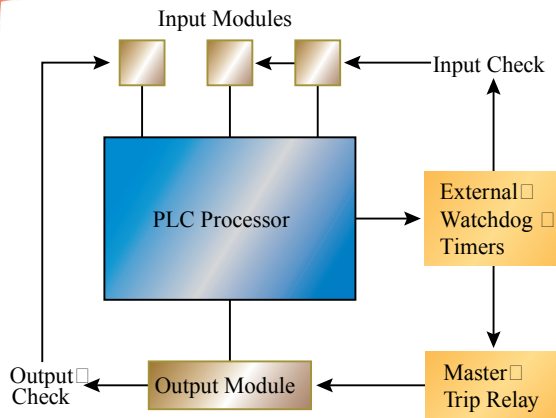 Input Modules
Input Check
PLC Processor
External□
Watchdog □
Timers
Output□
Check
Output Module
Master□
Trip Relay